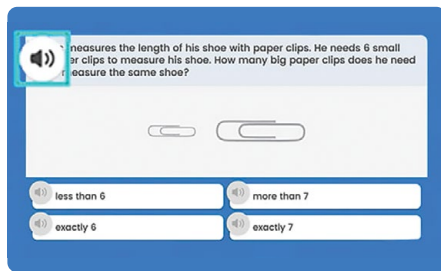 measures the length of his shoe with paper clips. He needs 6 small
clips to measure his shoe. How many big paper clips does he need
measure the same shoe?
less than 6
more than 7
exactly 6
exactly 7